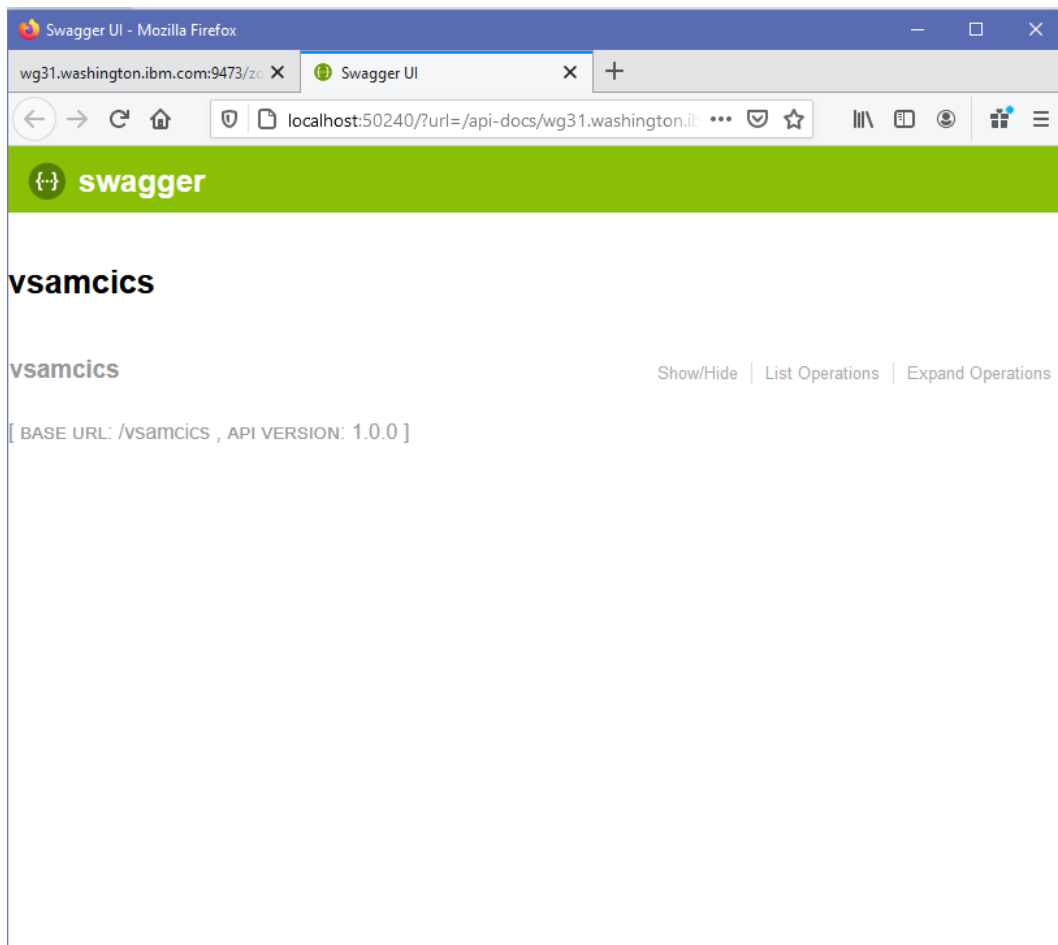 Swagger UI - Mozilla Firefox
wg31.washington.ibm.com:9473/zo
Swagger UI
localhost:50240/?url=/api-docs/wg31.washington.ib
{··} swagger
vsamcics
vsamcics
Show/Hide | List Operations | Expand Operations
[ BASE URL: /vsamcics , API VERSION: 1.0.0 ]